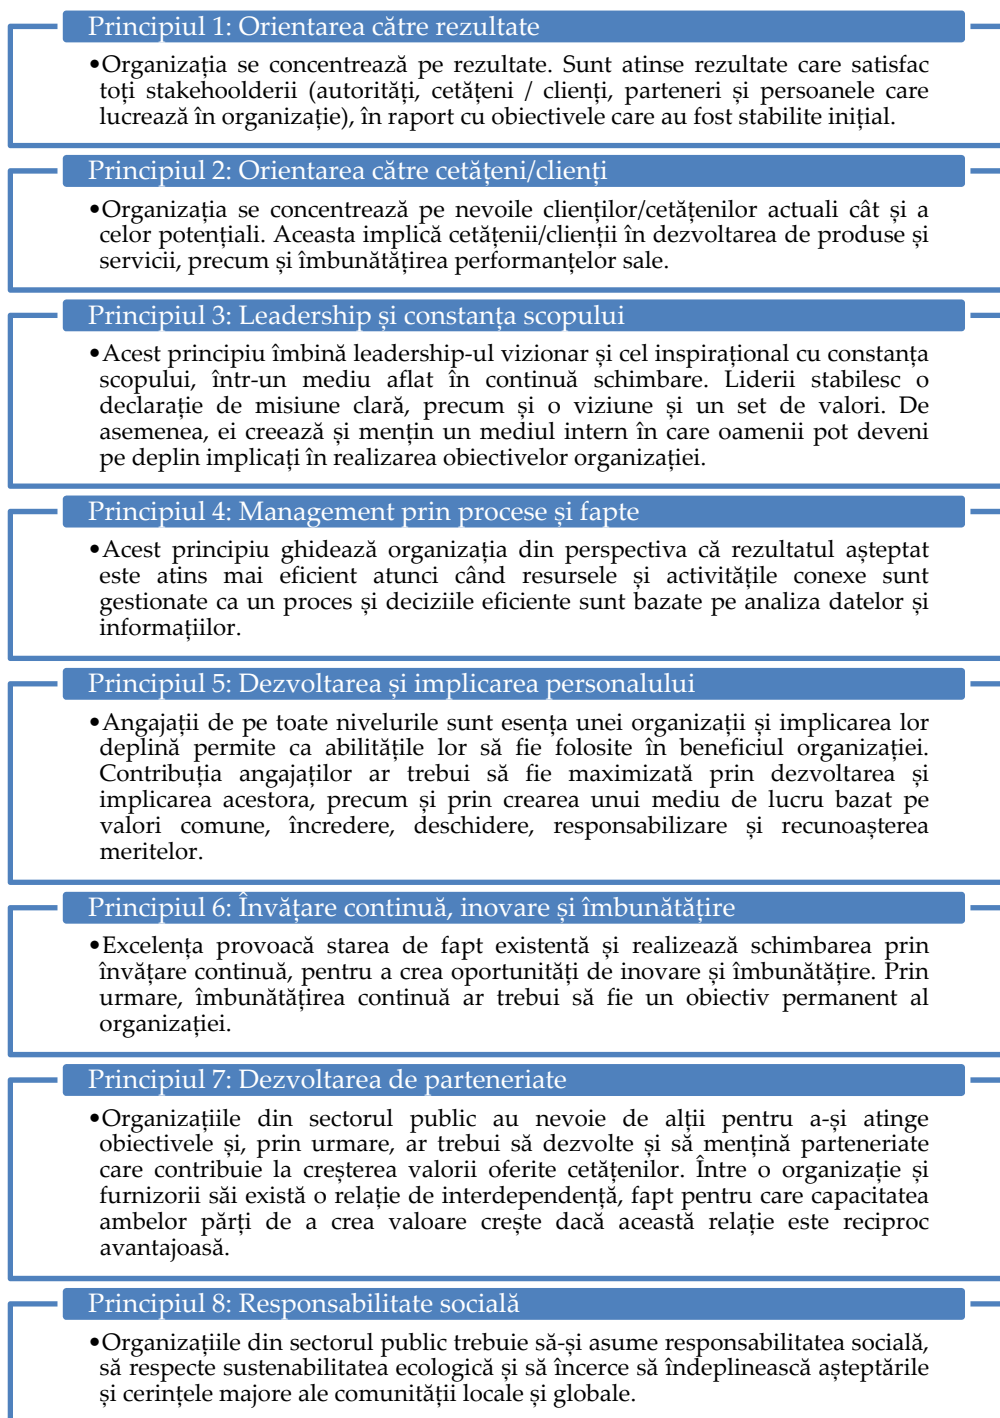 Principiul 1: Orientarea către rezultate
•Organizația se concentrează pe rezultate. Sunt atinse rezultate care satisfac
toți stakehoolderii (autorități, cetățeni / clienți, parteneri și persoanele care
lucrează în organizație), în raport cu obiectivele care au fost stabilite inițial.
Principiul 2: Orientarea către cetățeni/clienți
•Organizația se concentrează pe nevoile clienților/cetățenilor actuali cât și a
celor potențiali. Aceasta implică cetățenii/clienții în dezvoltarea de produse și
servicii, precum și îmbunătățirea performanțelor sale.
Principiul 3: Leadership și constanța scopului
•Acest principiu îmbină leadership-ul vizionar și cel inspirațional cu constanța
scopului, într-un mediu aflat în continuă schimbare. Liderii stabilesc o
declarație de misiune clară, precum și o viziune și un set de valori. De
asemenea, ei creează și mențin un mediul intern în care oamenii pot deveni
pe deplin implicați în realizarea obiectivelor organizației.
Principiul 4: Management prin procese și fapte
•Acest principiu ghidează organizația din perspectiva că rezultatul așteptat
este atins mai eficient atunci când resursele și activitățile conexe sunt
gestionate ca un proces și deciziile eficiente sunt bazate pe analiza datelor și
informațiilor.
Principiul 5: Dezvoltarea și implicarea personalului
•Angajații de pe toate nivelurile sunt esența unei organizații și implicarea lor
deplină permite ca abilitățile lor să fie folosite în beneficiul organizației.
Contribuția angajaților ar trebui să fie maximizată prin dezvoltarea și
implicarea acestora, precum și prin crearea unui mediu de lucru bazat pe
valori comune, încredere, deschidere, responsabilizare și recunoașterea
meritelor.
Principiul 6: Învățare continuă, inovare și îmbunătățire
•Excelența provoacă starea de fapt existentă și realizează schimbarea prin
învățare continuă, pentru a crea oportunități de inovare și îmbunătățire. Prin
urmare, îmbunătățirea continuă ar trebui să fie un obiectiv permanent al
organizației.
Principiul 7: Dezvoltarea de parteneriate
•Organizațiile din sectorul public au nevoie de alții pentru a-și atinge
obiectivele și, prin urmare, ar trebui să dezvolte și să mențină parteneriate
care contribuie la creșterea valorii oferite cetățenilor. Între o organizație și
furnizorii săi există o relație de interdependență, fapt pentru care capacitatea
ambelor părți de a crea valoare crește dacă această relație este reciproc
avantajoasă.
Principiul 8: Responsabilitate socială
•Organizațiile din sectorul public trebuie să-și asume responsabilitatea socială,
să respecte sustenabilitatea ecologică și să încerce să îndeplinească așteptările
și cerințele majore ale comunității locale și globale.